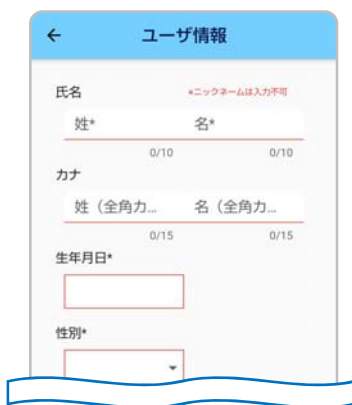 ユーザ情報
氏名 *ニックネームは入力不可
姓* 名*
0/10 0/10
カナ
姓（全角カ... 名（全角カ...
0/15 0/15
生年月日*
性別*